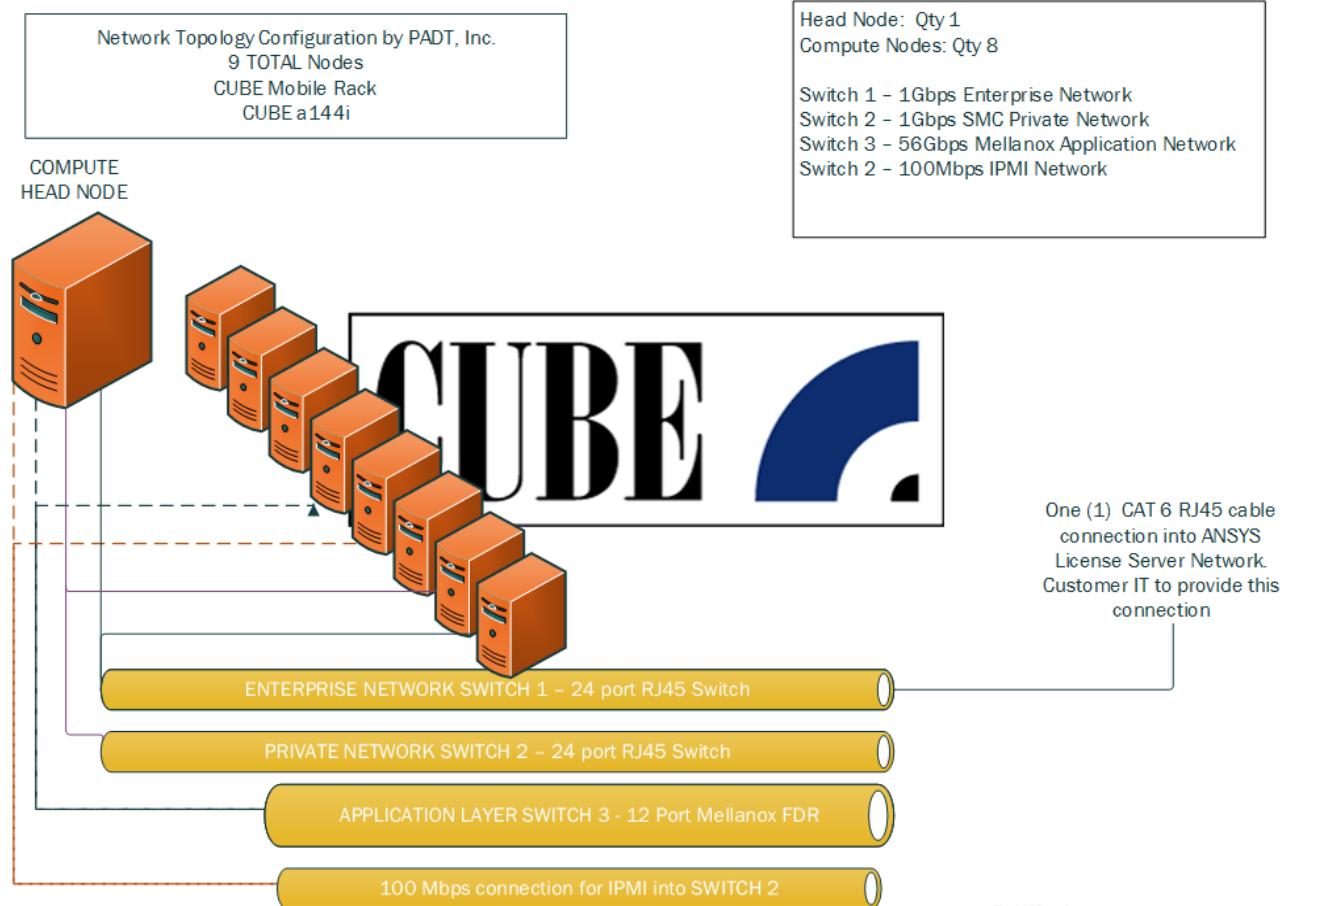 Network Topology Configuration by PADT, Inc.
9 TOTAL Nodes
CUBE Mobile Rack
CUBE a144i
Head Node:  Qty 1
Compute Nodes: Qty 8
Switch 1 – 1Gbps Enterprise Network
Switch 2 – 1Gbps SMC Private Network
Switch 3 – 56Gbps Mellanox Application Network
Switch 2 – 100Mbps IPMI Network
COMPUTE
HEAD NODE
CUBE
One (1)  CAT 6 RJ45 cable
connection into ANSYS
License Server Network.
Customer IT to provide this
connection
ENTERPRISE NETWORK SWITCH 1 – 24 port RJ45 Switch
PRIVATE NETWORK SWITCH 2 – 24 port RJ45 Switch
APPLICATION LAYER SWITCH 3 - 12 Port Mellanox FDR
100 Mbps connection for IPMI into SWITCH 2